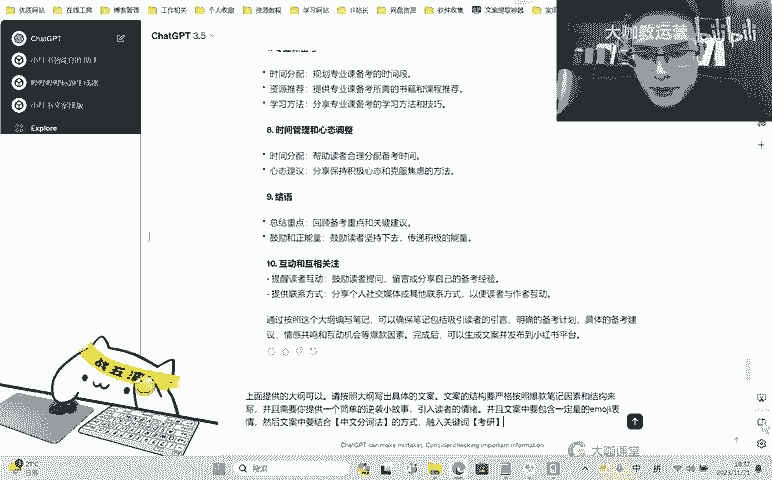 优质网站 在线工具 博客管理 工作相关 个人收藏 资源教程 学习网站 网盘资源 软件收集
大咖教运营 bilibili
ChatGPT
ChatGPT 3.5
Explore
• 时间分配：规划专业课备考的时间段。
• 资源推荐：提供专业课备考所需的书籍和课程推荐。
• 学习方法：分享专业课备考的学习方法和技巧。
8. 时间管理和心态调整
• 时间分配：帮助读者合理分配备考时间。
• 心态建议：分享保持积极心态和克服焦虑的方法。
9. 结语
• 总结重点：回顾备考重点和关键建议。
• 鼓励和正能量：鼓励读者坚持下去，传递积极的能量。
10. 互动和互相关注
• 提醒读者互动：鼓励读者提问、留言或分享自己的备考经验。
• 提供联系方式：分享个人社交媒体或其他联系方式，以便读者与作者互动。
通过按照这个大纲编写笔记，可以确保笔记包括吸引读者的引言、明确的备考计划、具体的备考建
议、情感共鸣和互动机会等爆款因素。完成后，可以生成文案并发布到小红书平台。
上面提供的大纲可以。请按照大纲写出具体的文案。文案的结构要严格按照爆款笔记因素和结构来
写，并且需要你提供一个简单的逆袭小故事，引入读者的情绪。并且文案中要包含一定量的emoji表
情，然后文案中要结合【中文分词法】的方式，融入关键词【考研】
ChatGPT can make mistakes. Consider checking important information.
大咖课堂
21°C
搜索
中 拼